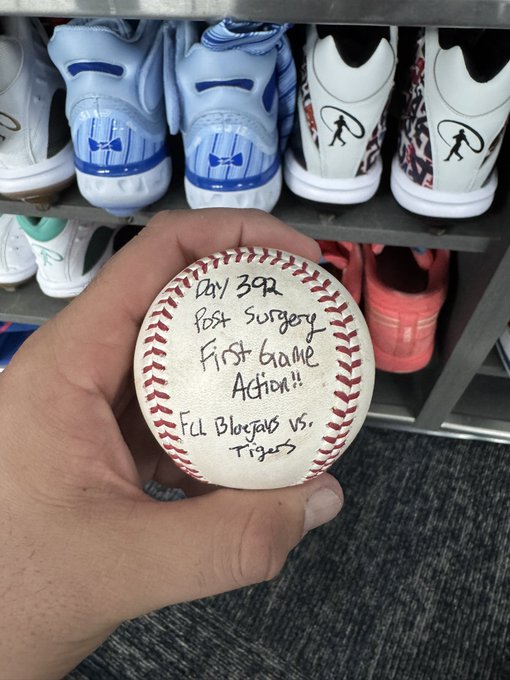 Day 392
Post Surgery
First Game
Action!!
FCL Bluejays vs.
Tigers